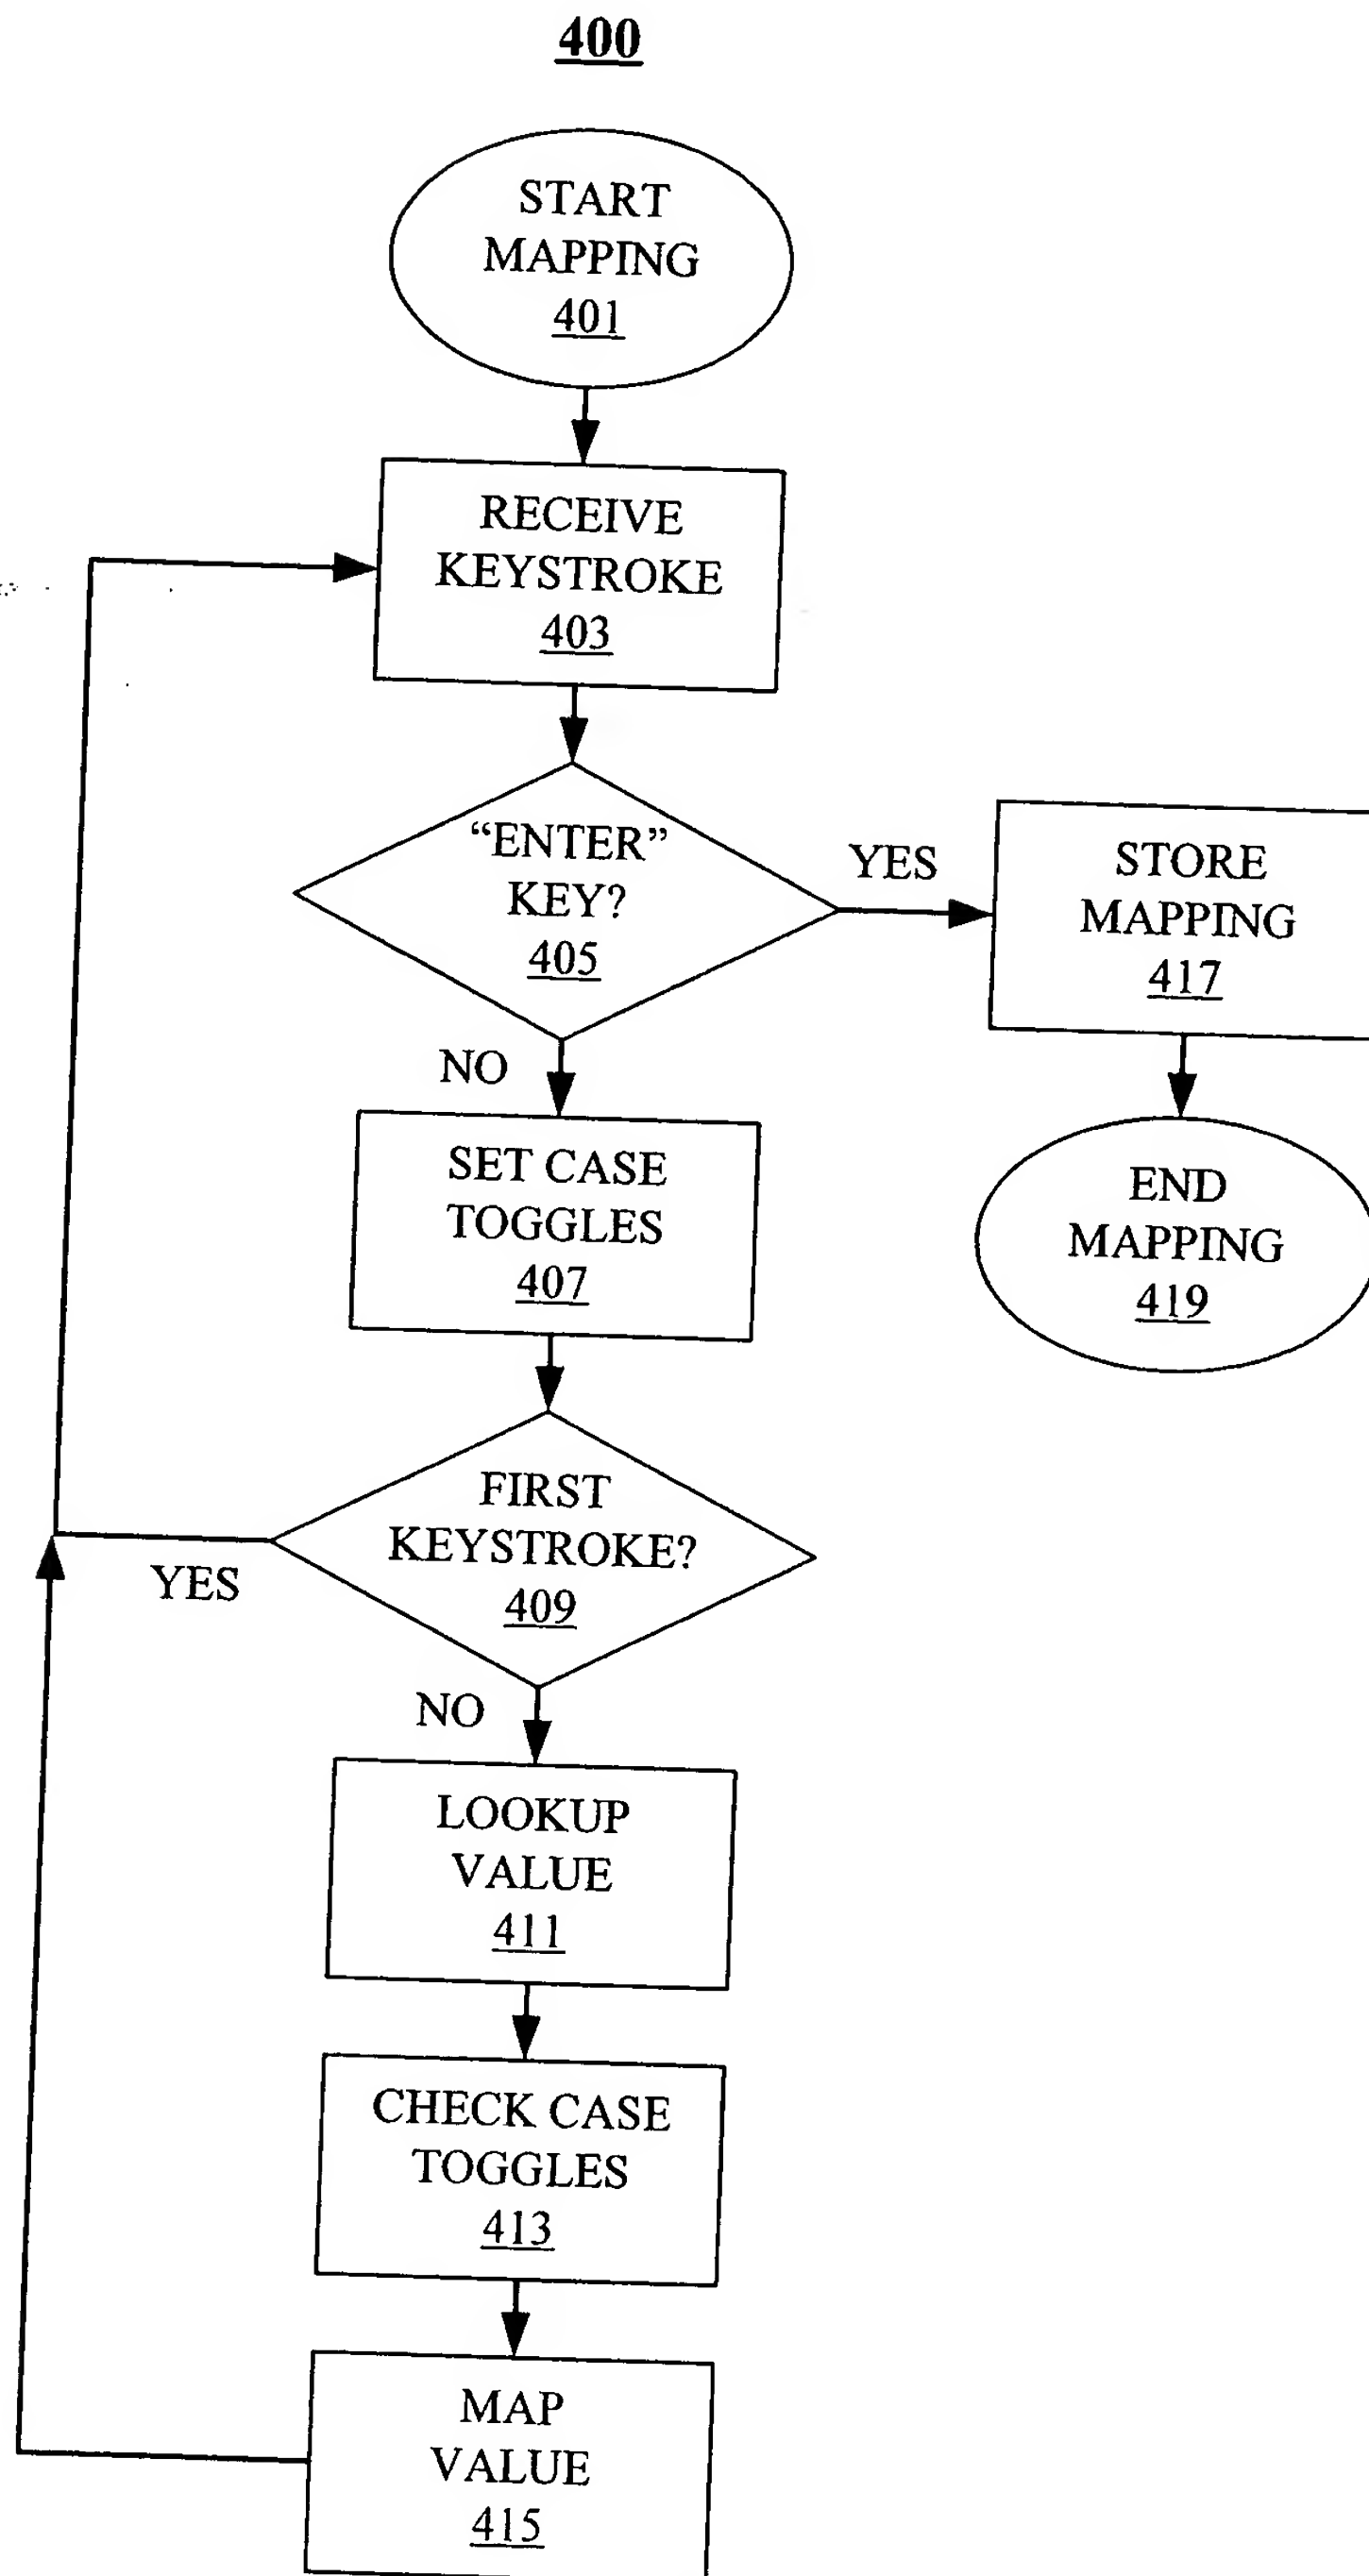 400
START
MAPPING
401
RECEIVE
KEYSTROKE
403
“ENTER”
KEY?
405
YES
STORE
MAPPING
417
NO
SET CASE
TOGGLES
407
END
MAPPING
419
FIRST
KEYSTROKE?
409
YES
NO
LOOKUP
VALUE
411
CHECK CASE
TOGGLES
413
MAP
VALUE
415